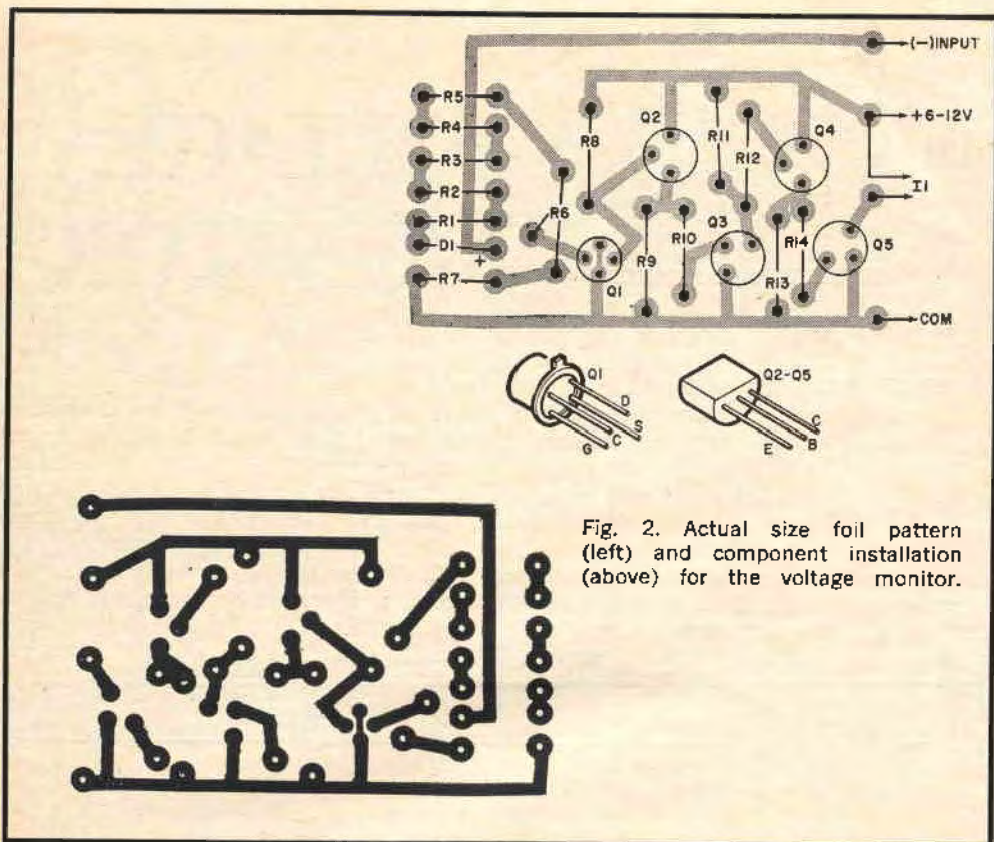 (-)INPUT
R5
R4
R3
R2
R1
D1
+
R7
R6
R8
Q2
R11
R12
Q4
+6-12V
I1
R9
R10
Q3
R14
R13
Q5
Q1
COM
Q1
D
S
C
G
Q2-Q5
C
B
E
Fig. 2. Actual size foil pattern
(left) and component installation
(above) for the voltage monitor.